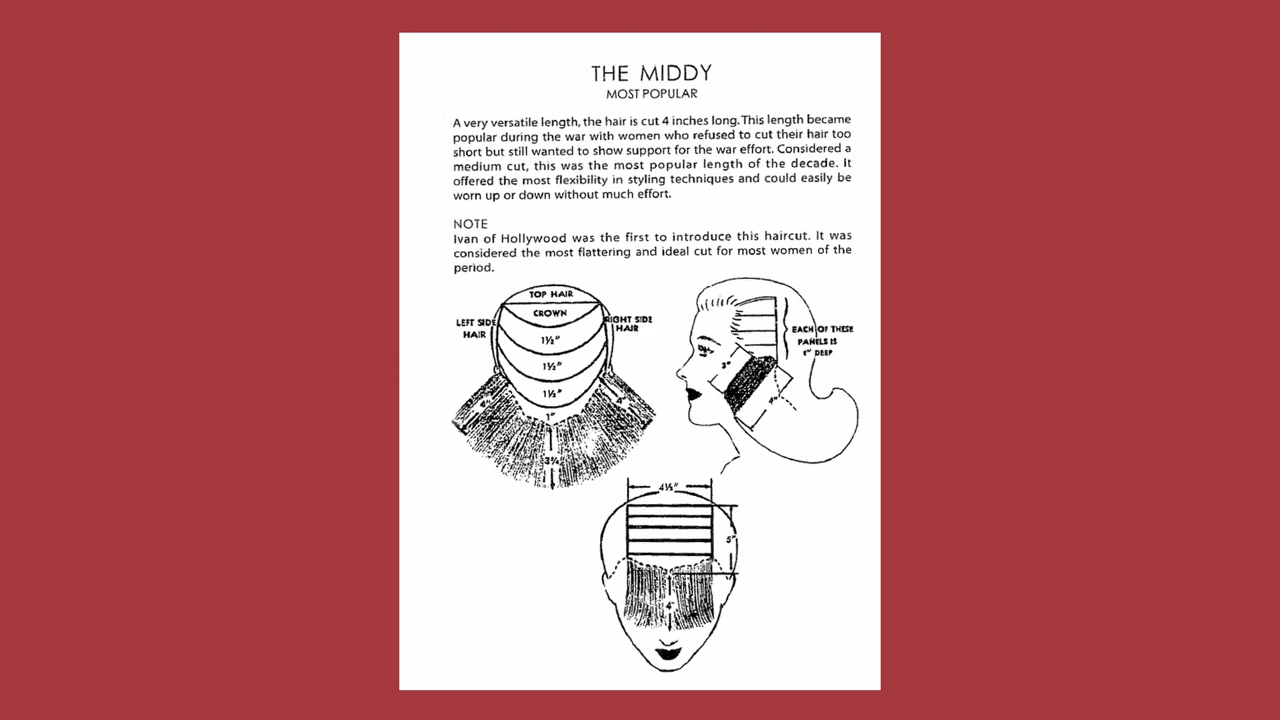 THE MIDDY
MOST POPULAR
A very versatile length, the hair is cut 4 inches long. This length became
popular during the war with women who refused to cut their hair too
short but still wanted to show support for the war effort. Considered a
medium cut, this was the most popular length of the decade. It
offered the most flexibility in styling techniques and could easily be
worn up or down without much effort.
NOTE
Ivan of Hollywood was the first to introduce this haircut. It was
considered the most flattering and ideal cut for most women of the
period.
TOP HAIR
CROWN
LEFT SIDE
HAIR
RIGHT SIDE
HAIR
1½"
1½"
1½"
1"
4"
4"
3¾"
EACH OF THESE
PANELS IS
1" DEEP
3"
4"
4½"
5"
4"